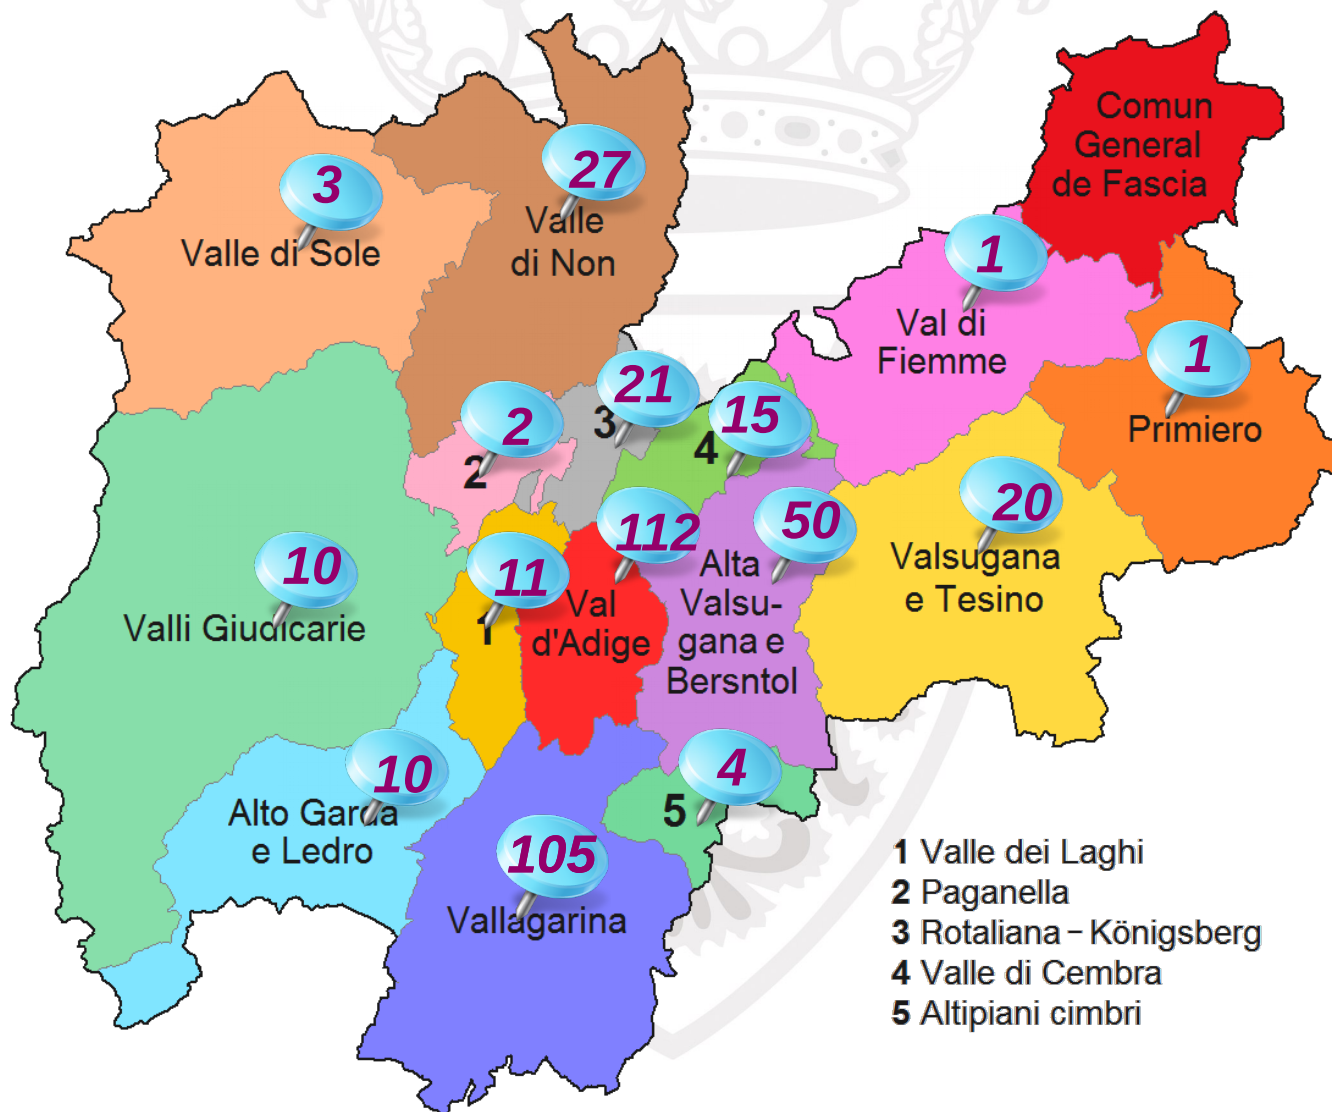 Comun
General
de Fascia
3
27
Valle di Sole
Valle
di Non
1
Val di
Fiemme
1
Primiero
2
2
21
3
15
4
10
Valli Giudicarie
11
1
112
Val
d'Adige
50
Alta
Valsu-
gana e
Bersntol
20
Valsugana
e Tesino
10
Alto Garda
e Ledro
4
5
105
Vallagarina
1 Valle dei Laghi
2 Paganella
3 Rotaliana – Königsberg
4 Valle di Cembra
5 Altipiani cimbri